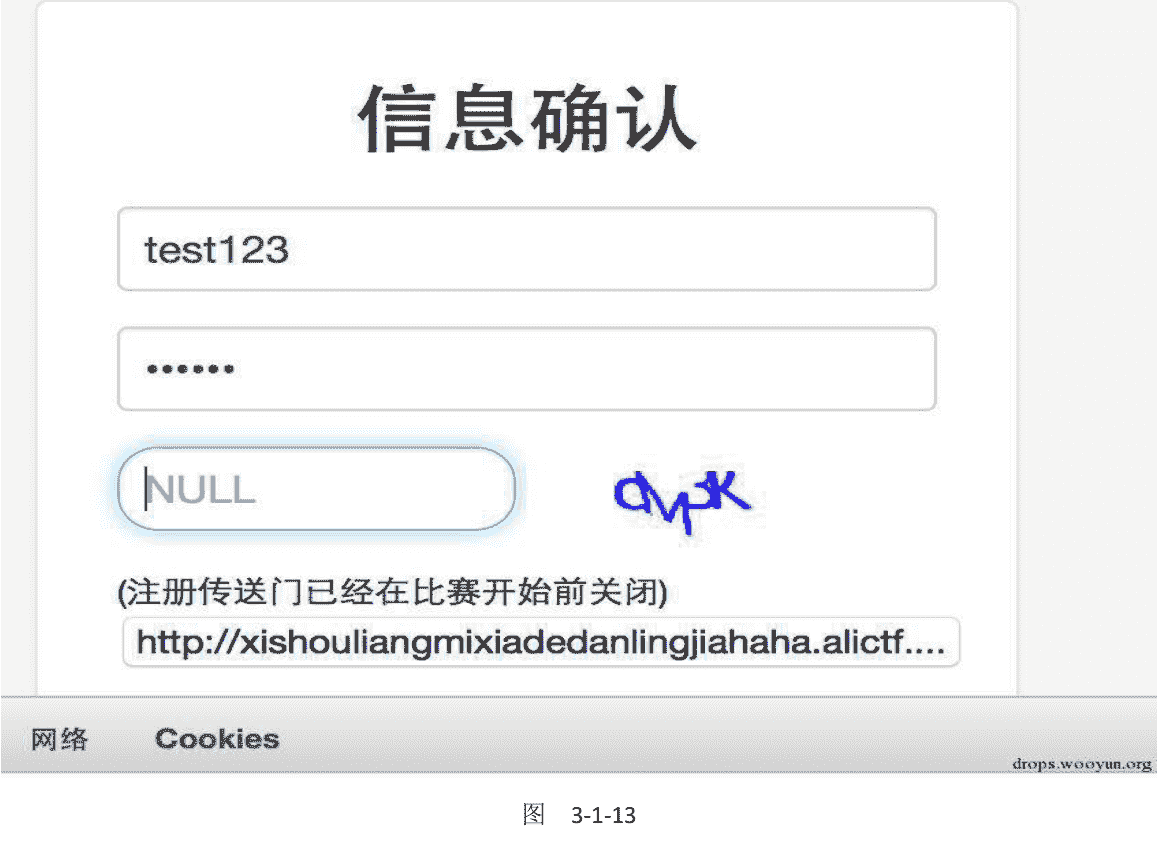 信息确认
test123
••••••
NULL
(注册传送门已经在比赛开始前关闭)
http://xishouliangmixiadedanlingjiahaha.alictf....
网络 Cookies
drops.wooyun.org
图 3-1-13